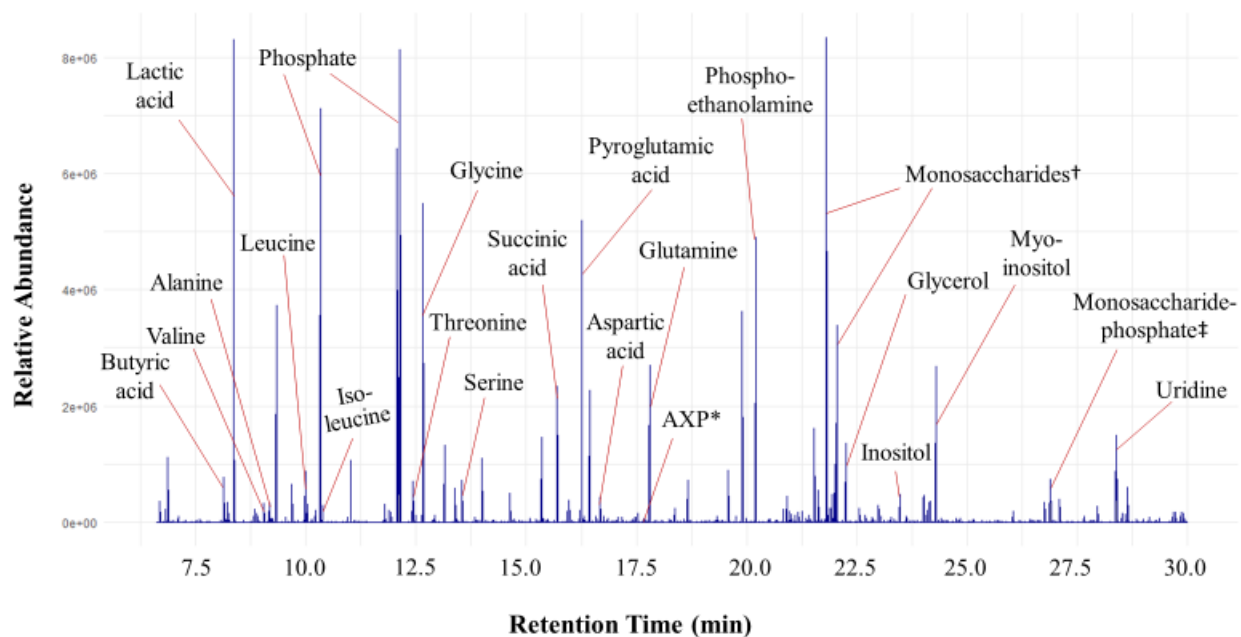 8e+06
6e+06
4e+06
2e+06
0e+00
Relative Abundance
Lactic
acid
Phosphate
Phospho-
ethanolamine
Pyroglutamic
acid
Glycine
Monosaccharides†
Leucine
Succinic
acid
Glutamine
Myo-
inositol
Alanine
Glycerol
Valine
Threonine
Aspartic
acid
Monosaccharide-
phosphate‡
Butyric
acid
Iso-
leucine
Serine
AXP*
Inositol
Uridine
7.5 10.0 12.5 15.0 17.5 20.0 22.5 25.0 27.5 30.0
Retention Time (min)